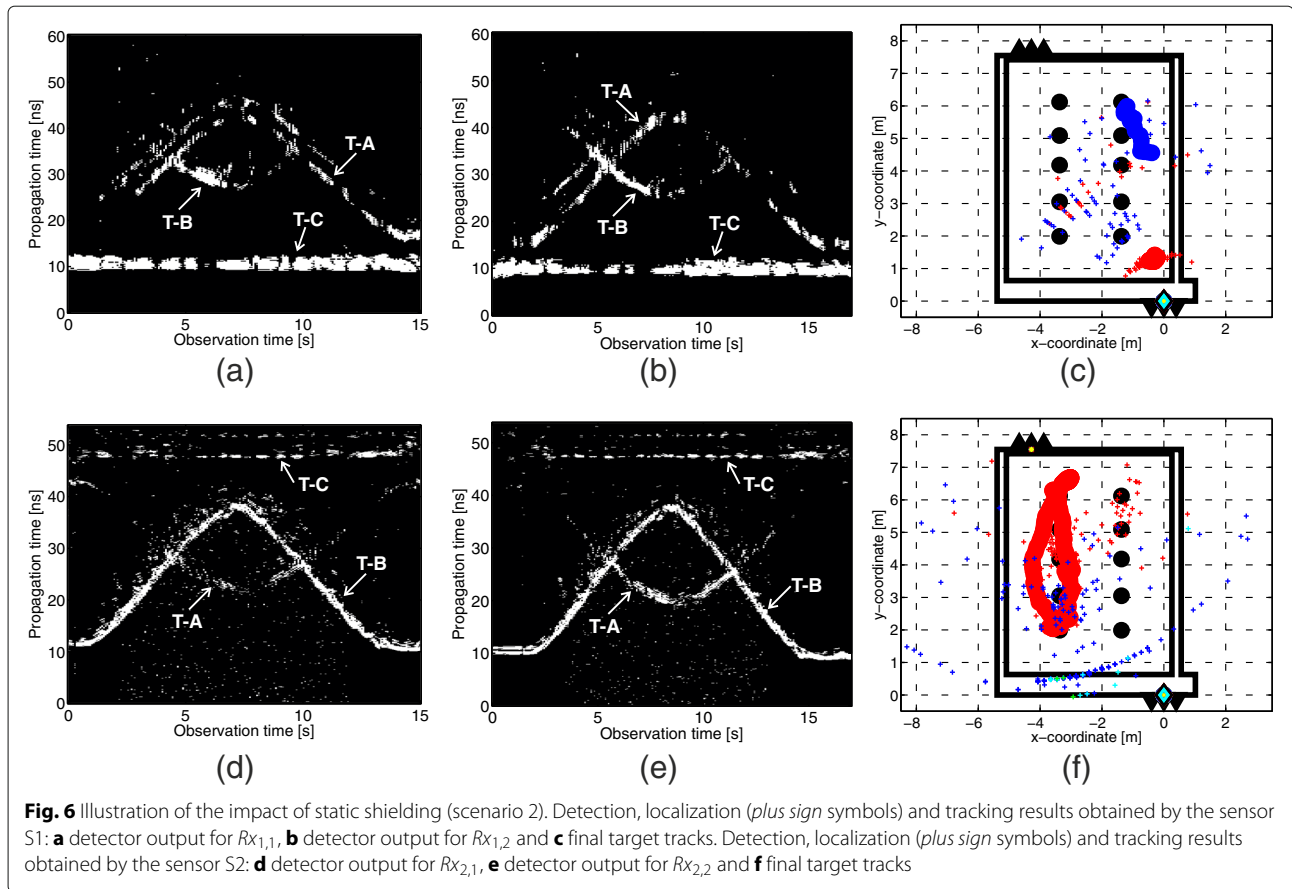 60
50
40
30
20
10
0
Propagation time [ns]
T-A
T-B
T-C
0
5
10
15
Observation time [s]
(a)
60
50
40
30
20
10
0
Propagation time [ns]
T-A
T-B
T-C
0
5
10
15
Observation time [s]
(b)
8
7
6
5
4
3
2
1
0
y−coordinate [m]
−8
−6
−4
−2
0
2
x−coordinate [m]
(c)
50
40
30
20
10
0
Propagation time [ns]
T-C
T-B
T-A
0
5
10
15
Observation time [s]
(d)
50
40
30
20
10
0
Propagation time [ns]
T-C
T-B
T-A
0
5
10
15
Observation time [s]
(e)
8
7
6
5
4
3
2
1
0
y−coordinate [m]
−8
−6
−4
−2
0
2
x−coordinate [m]
(f)
Fig. 6 Illustration of the impact of static shielding (scenario 2). Detection, localization (plus sign symbols) and tracking results obtained by the sensor
S1: a detector output for Rx1,1, b detector output for Rx1,2 and c final target tracks. Detection, localization (plus sign symbols) and tracking results
obtained by the sensor S2: d detector output for Rx2,1, e detector output for Rx2,2 and f final target tracks